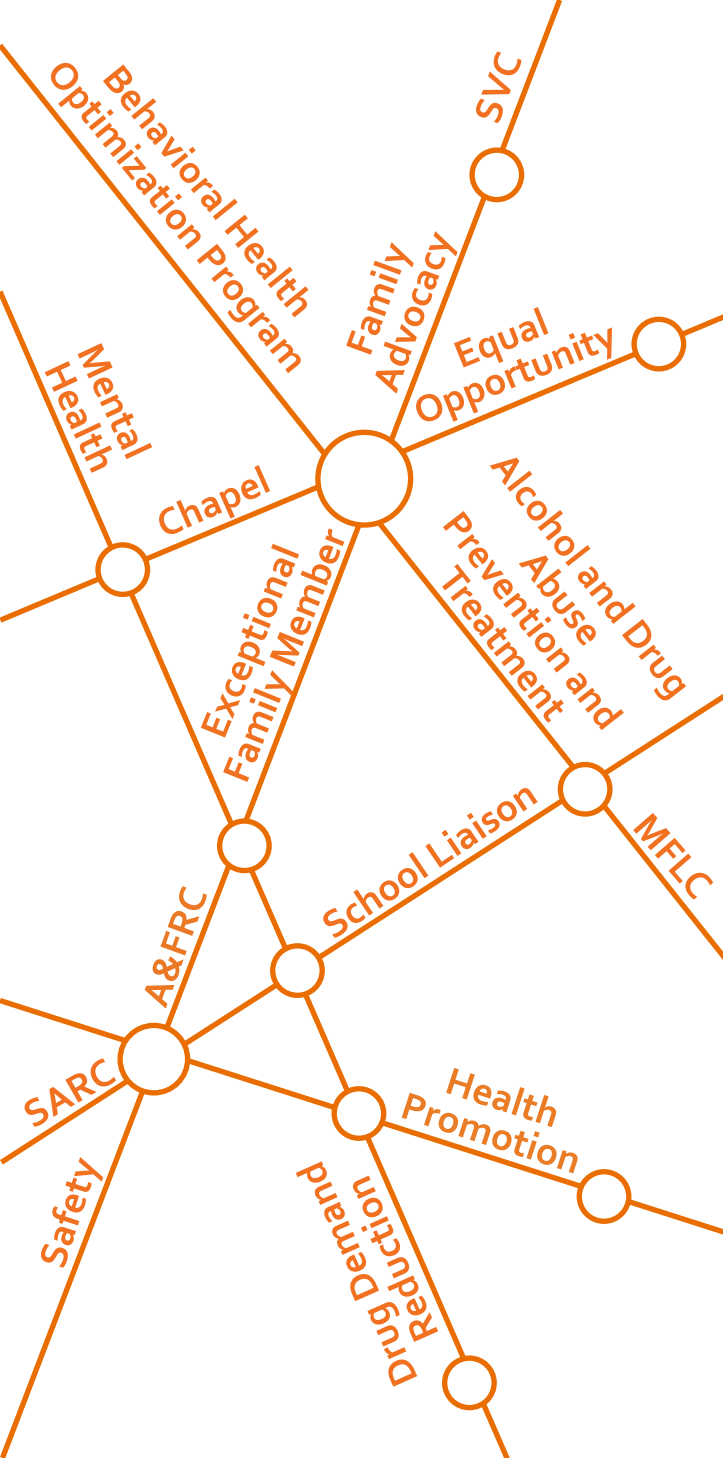 SVC
Behavioral Health
Optimization Program
Family
Advocacy
Equal
Opportunity
Mental
Health
Chapel
Alcohol and Drug
Abuse
Prevention and
Treatment
Exceptional
Family Member
School Liaison
MFLC
A&FRC
SARC
Health
Promotion
Safety
Drug Demand
Reduction